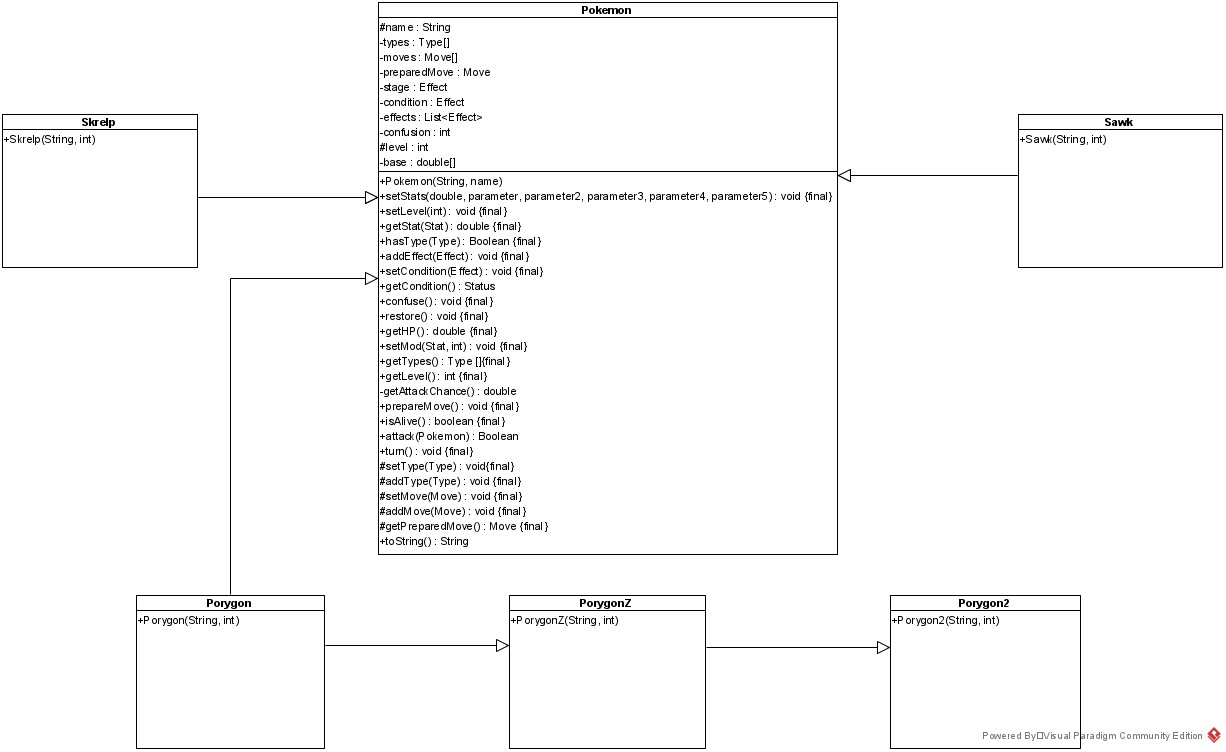 Pokemon
#name : String
-types : Type[]
-moves : Move[]
-preparedMove : Move
-stage : Effect
-condition : Effect
-effects : List<Effect>
-confusion : int
#level : int
-base : double[]
+Pokemon(String, name)
+setStats(double, parameter, parameter2, parameter3, parameter4, parameter5) : void {final}
+setLevel(int) : void {final}
+getStat(Stat) : double {final}
+hasType(Type) : Boolean {final}
+addEffect(Effect) : void {final}
+setCondition(Effect) : void {final}
+getCondition() : Status
+confuse() : void {final}
+restore() : void {final}
+getHP() : double {final}
+setMod(Stat, int) : void {final}
+getTypes() : Type []{final}
+getLevel() : int {final}
-getAttackChance() : double
+prepareMove() : void {final}
+isAlive() : boolean {final}
+attack(Pokemon) : Boolean
+turn() : void {final}
#setType(Type) : void{final}
#addType(Type) : void {final}
#setMove(Move) : void {final}
#addMove(Move) : void {final}
#getPreparedMove() : Move {final}
+toString() : String
Skrelp
+Skrelp(String, int)
Sawk
+Sawk(String, int)
Porygon
+Porygon(String, int)
PorygonZ
+PorygonZ(String, int)
Porygon2
+Porygon2(String, int)
Powered By□Visual Paradigm Community Edition